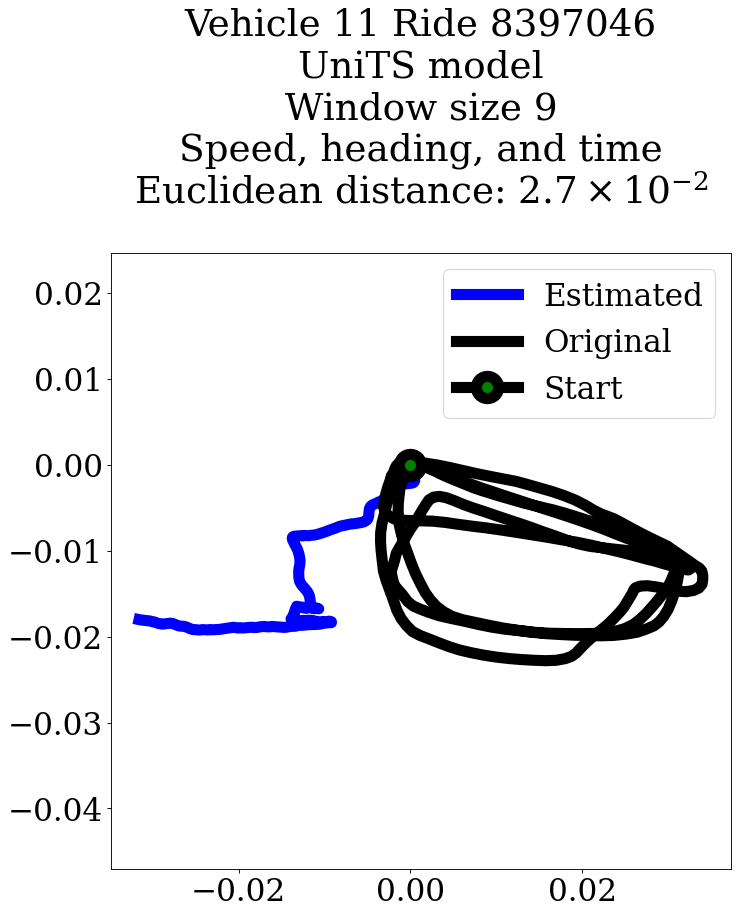 Vehicle 11 Ride 8397046
UniTS model
Window size 9
Speed, heading, and time
Euclidean distance: 2.7 × 10⁻²
Estimated
Original
Start
0.02
0.01
0.00
−0.01
−0.02
−0.03
−0.04
−0.02 0.00 0.02